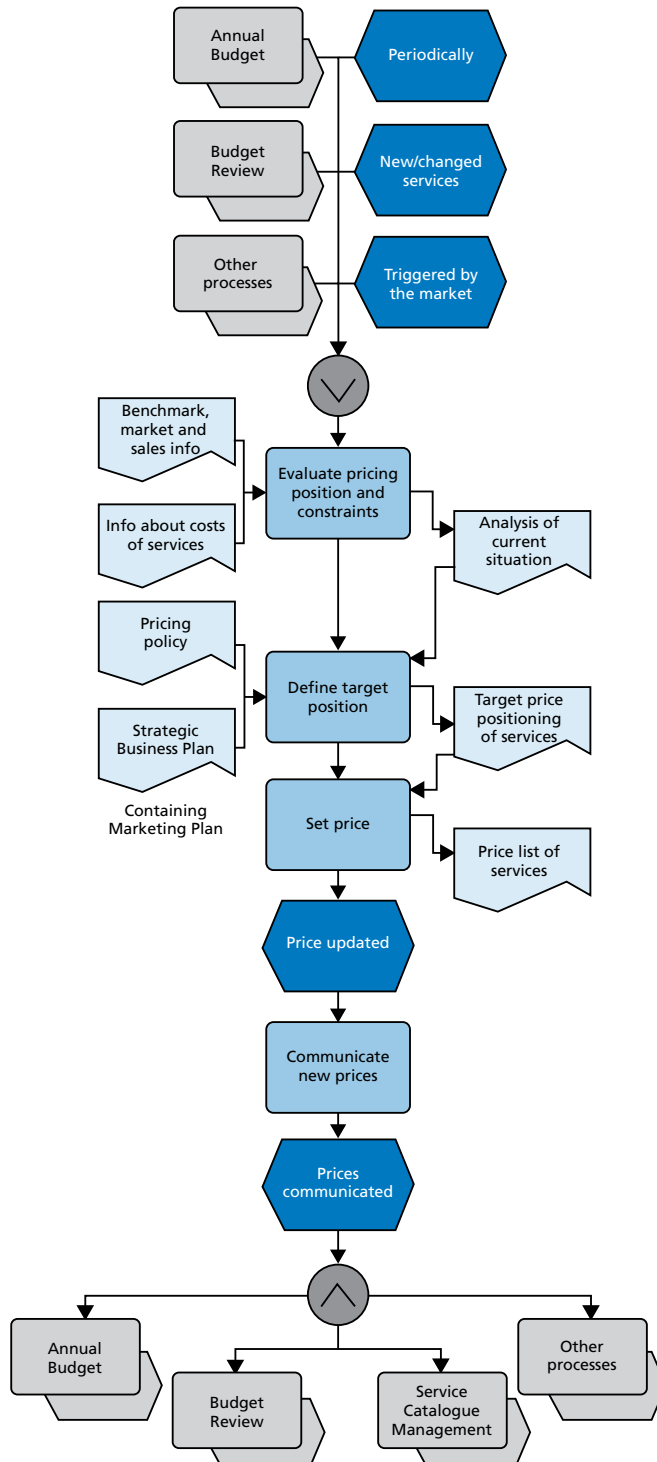 Annual
Budget
Periodically
Budget
Review
New/changed
services
Other
processes
Triggered by
the market
Benchmark,
market and
sales info
Evaluate pricing
position and
constraints
Info about costs
of services
Analysis of
current
situation
Pricing
policy
Define target
position
Strategic
Business Plan
Target price
positioning
of services
Containing
Marketing Plan
Set price
Price list of
services
Price updated
Communicate
new prices
Prices
communicated
Annual
Budget
Budget
Review
Service
Catalogue
Management
Other
processes